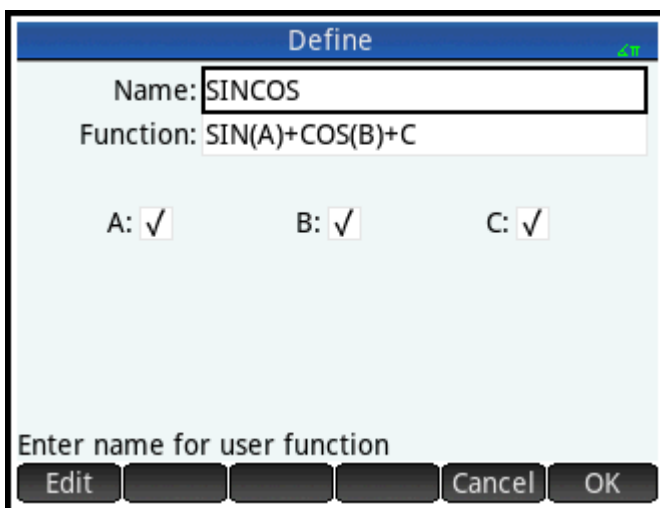 Define
∡π
Name: SINCOS
Function: SIN(A)+COS(B)+C
A: √ B: √ C: √
Enter name for user function
Edit Cancel OK